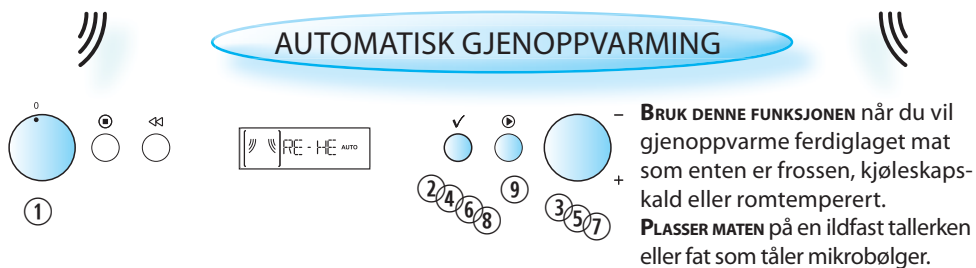 AUTOMATISK GJENOPPVARMING
0
RE - HE AUTO
–
+
① ② ④ ⑥ ⑧ ⑨ ③ ⑤ ⑦
BRUK DENNE FUNKSJONEN når du vil
gjenoppvarme ferdiglaget mat
som enten er frossen, kjøleskaps-
kald eller romtemperert.
PLASSER MATEN på en ildfast tallerken
eller fat som tåler mikrobølger.